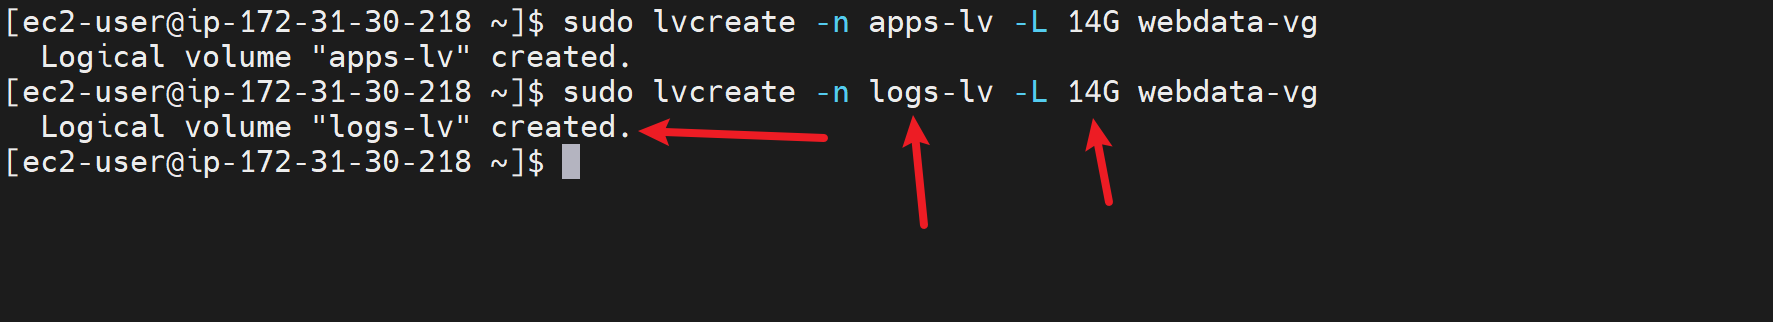 [ec2-user@ip-172-31-30-218 ~]$ sudo lvcreate -n apps-lv -L 14G webdata-vg
  Logical volume "apps-lv" created.
[ec2-user@ip-172-31-30-218 ~]$ sudo lvcreate -n logs-lv -L 14G webdata-vg
  Logical volume "logs-lv" created.
[ec2-user@ip-172-31-30-218 ~]$